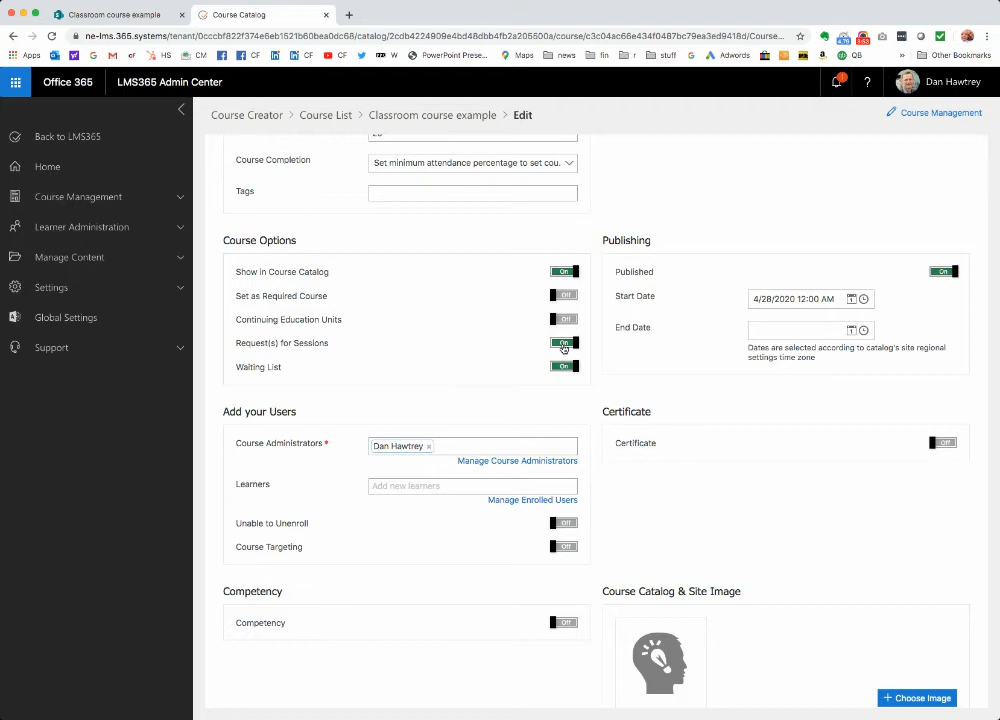 Classroom course example
Course Catalog
ne-lms.365.systems/tenant/0cccbf822f374e6eb1521b60bea0dc68/catalog/2cdb4224909e4bd48dbb4fb2a205500a/course/c3c04ac66e434f0487bc79ea3ed9418d/Course...
4.76
3:53
Apps
HS
CM
CF
CF
CF
W
PowerPoint Prese...
Maps
news
fin
r
stuff
Adwords
QB
»
Other Bookmarks
Office 365
LMS365 Admin Center
?
Dan Hawtrey
Back to LMS365
Home
Course Management
Learner Administration
Manage Content
Settings
Global Settings
Support
Course Creator > Course List > Classroom course example > Edit
Course Management
Course Completion
Set minimum attendance percentage to set cou.
Tags
Course Options
Show in Course Catalog
On
Set as Required Course
Off
Continuing Education Units
Off
Request(s) for Sessions
On
Waiting List
On
Publishing
Published
On
Start Date
4/28/2020 12:00 AM
End Date
Dates are selected according to catalog's site regional
settings time zone
Add your Users
Course Administrators *
Dan Hawtrey ×
Manage Course Administrators
Learners
Add new learners
Manage Enrolled Users
Unable to Unenroll
Off
Course Targeting
Off
Certificate
Certificate
Off
Competency
Competency
Off
Course Catalog & Site Image
+ Choose Image